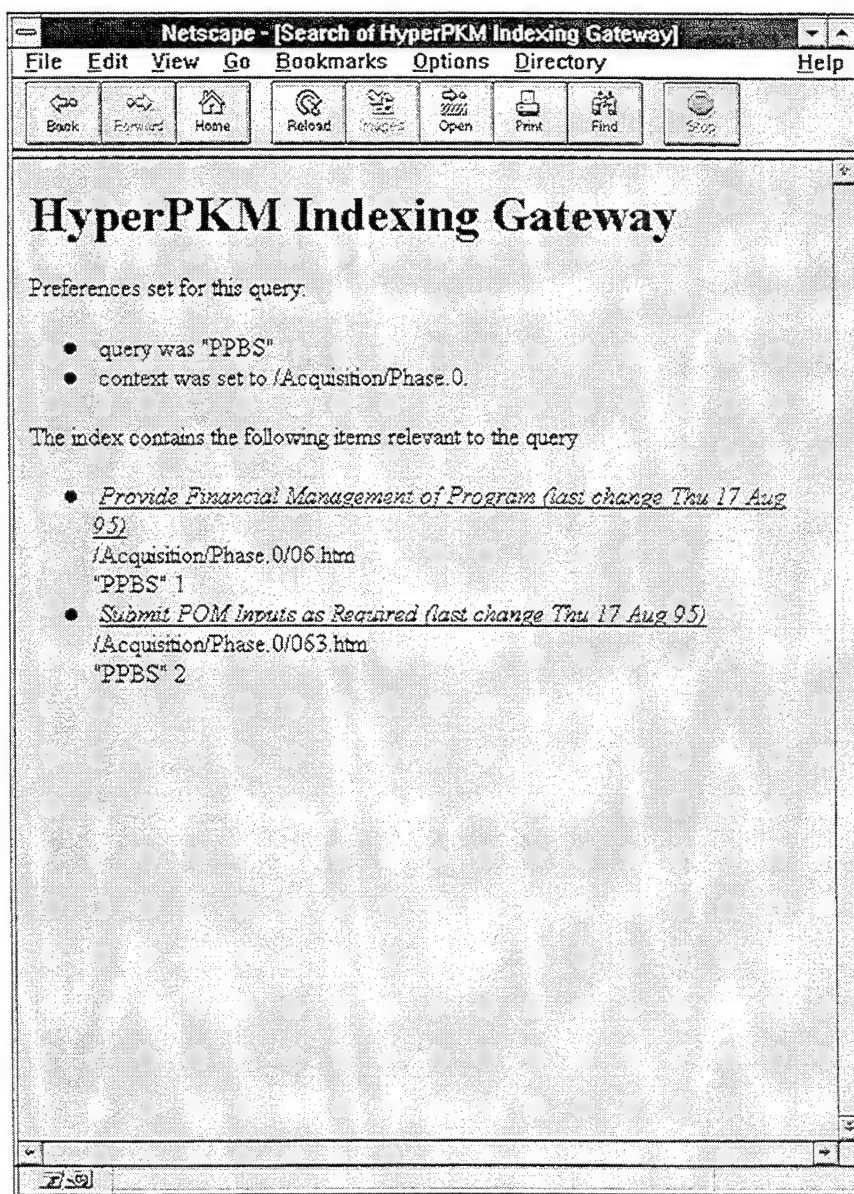 Netscape - [Search of HyperPKM Indexing Gateway]
File Edit View Go Bookmarks Options Directory Help
Back Forward Home Reload Images Open Print Find Stop
HyperPKM Indexing Gateway
Preferences set for this query:
query was "PPBS"
context was set to /Acquisition/Phase.0.
The index contains the following items relevant to the query
Provide Financial Management of Program (last change Thu 17 Aug
95)
/Acquisition/Phase.0/06.htm
"PPBS" 1
Submit POM Inputs as Required (last change Thu 17 Aug 95)
/Acquisition/Phase.0/063.htm
"PPBS" 2